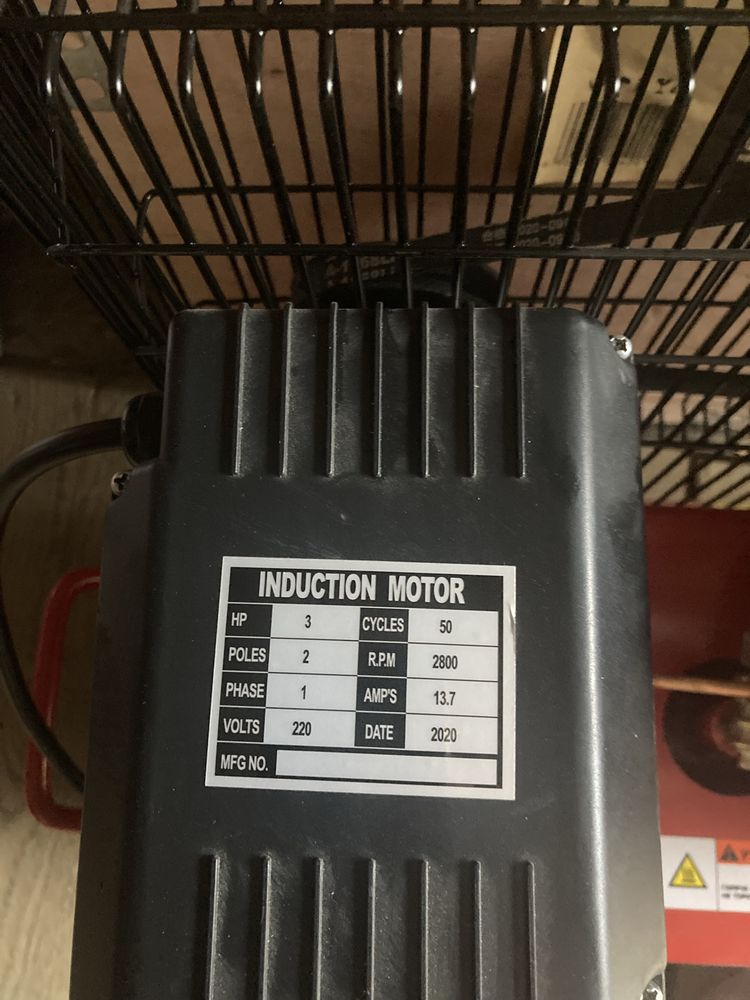 INDUCTION MOTOR
HP 3 CYCLES 50
POLES 2 R.P.M 2800
PHASE 1 AMP'S 13.7
VOLTS 220 DATE 2020
MFG NO.